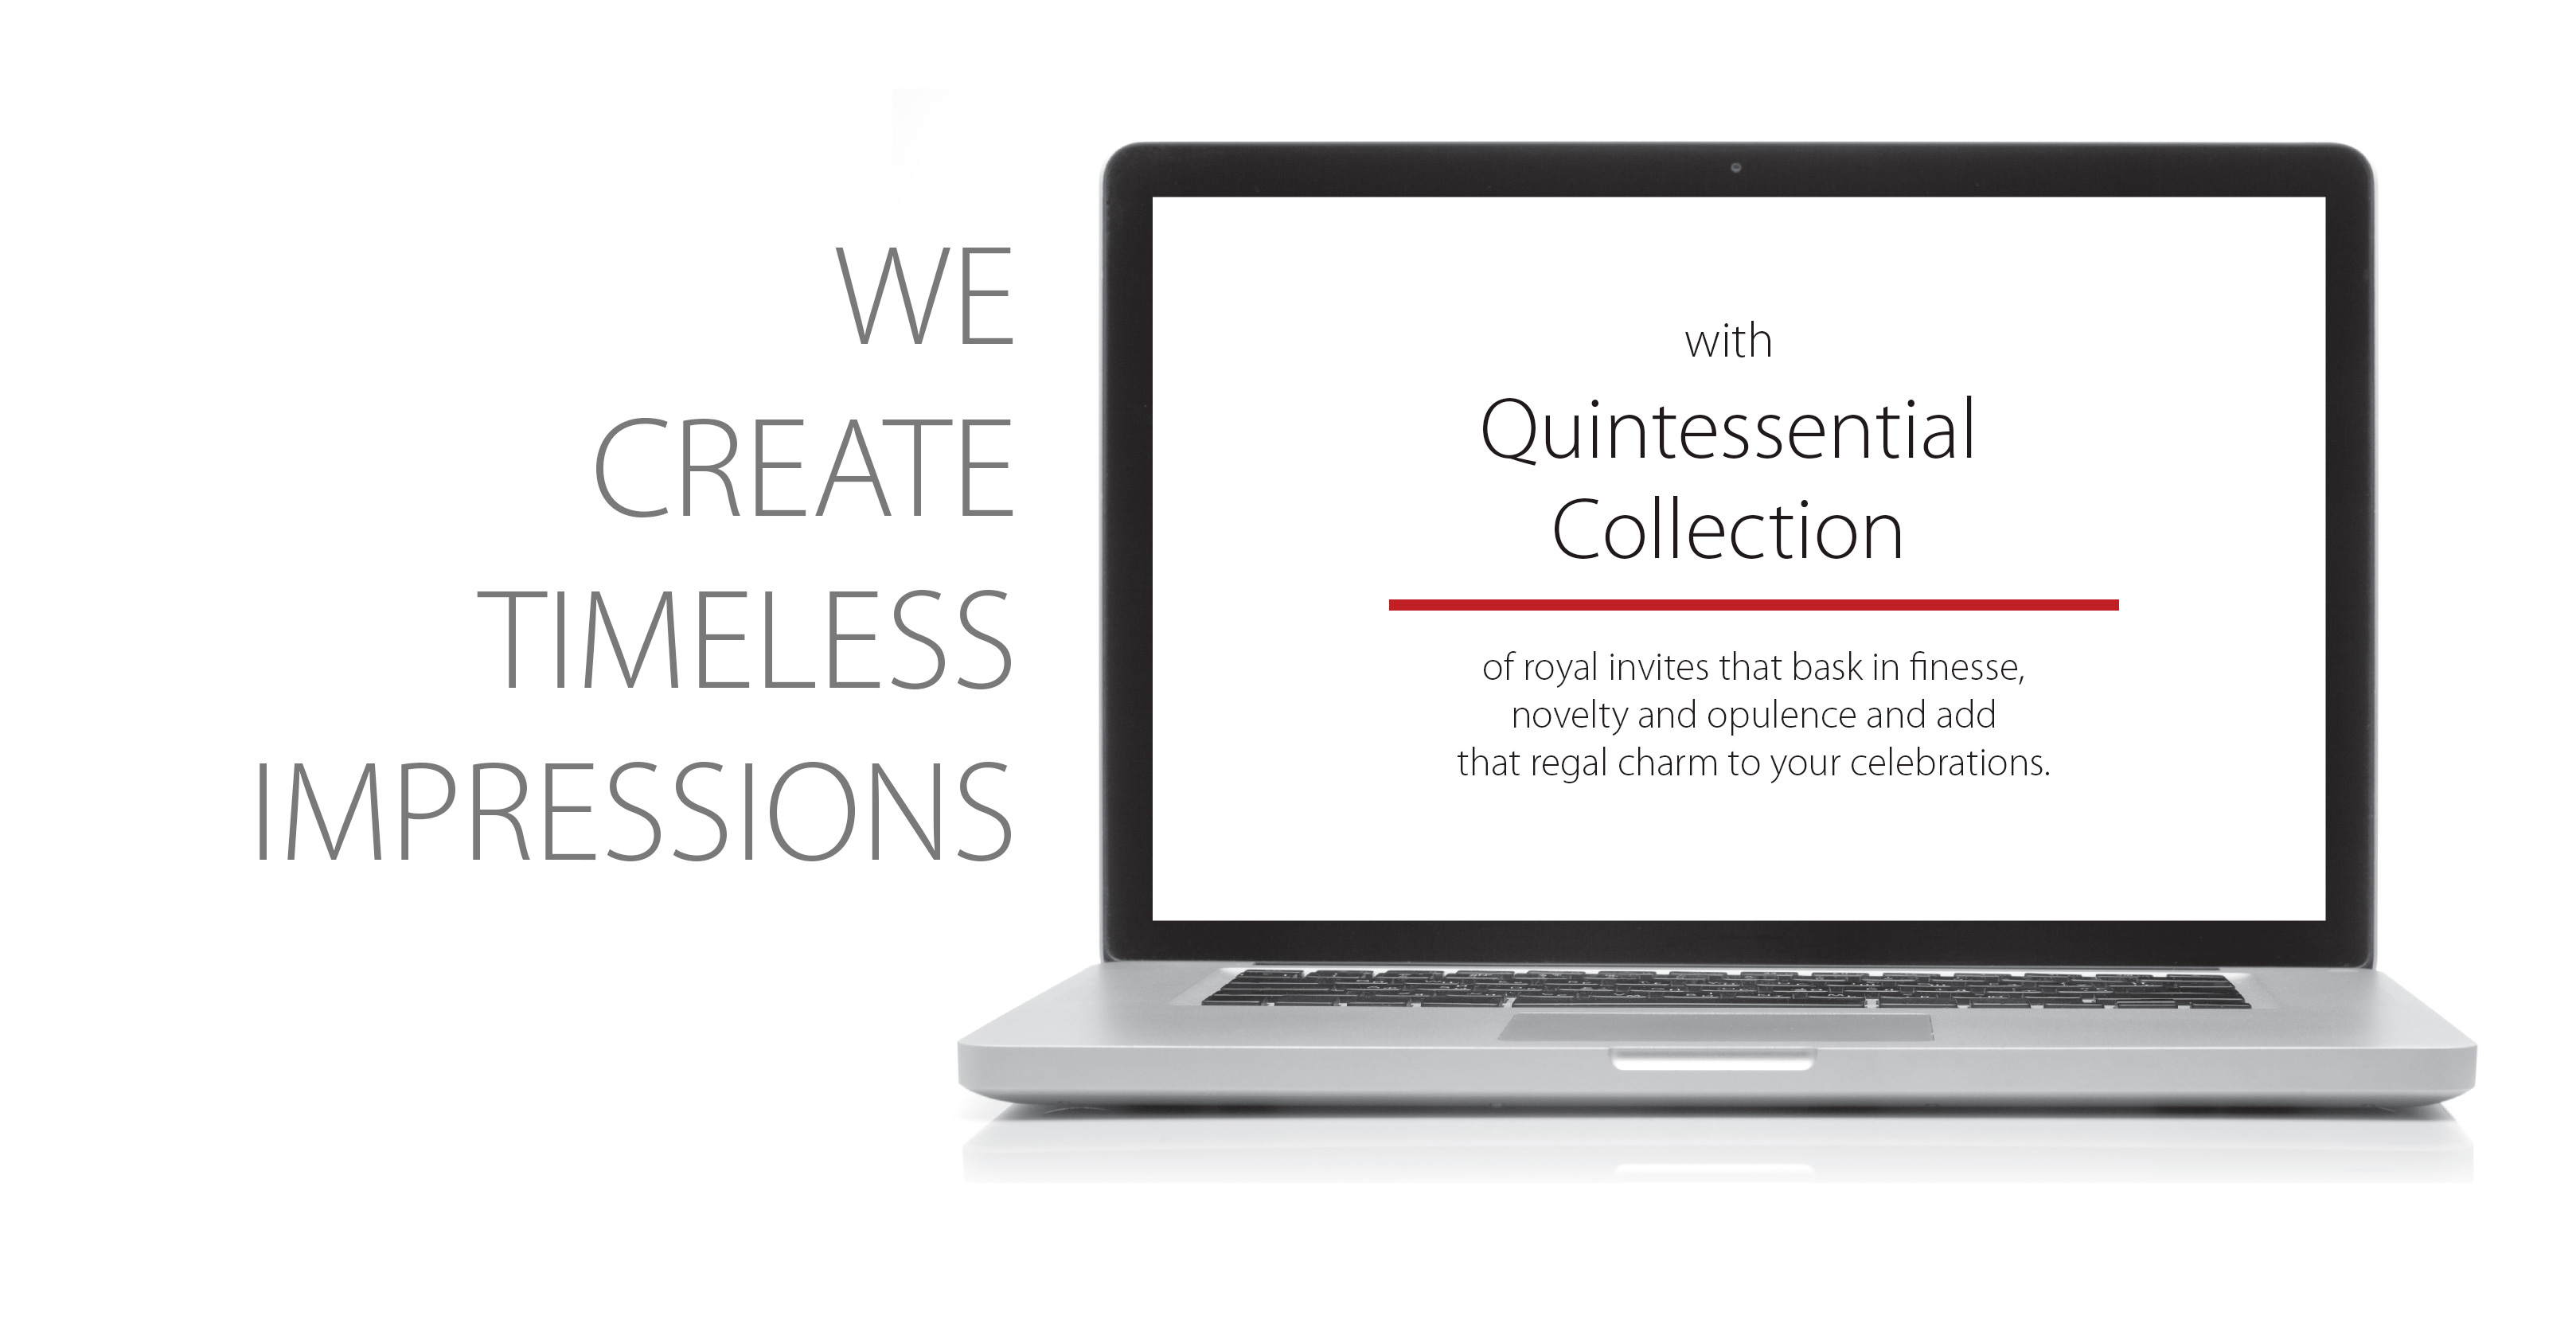 WE
CREATE
TIMELESS
IMPRESSIONS
with
Quintessential
Collection
of royal invites that bask in finesse,
novelty and opulence and add
that regal charm to your celebrations.